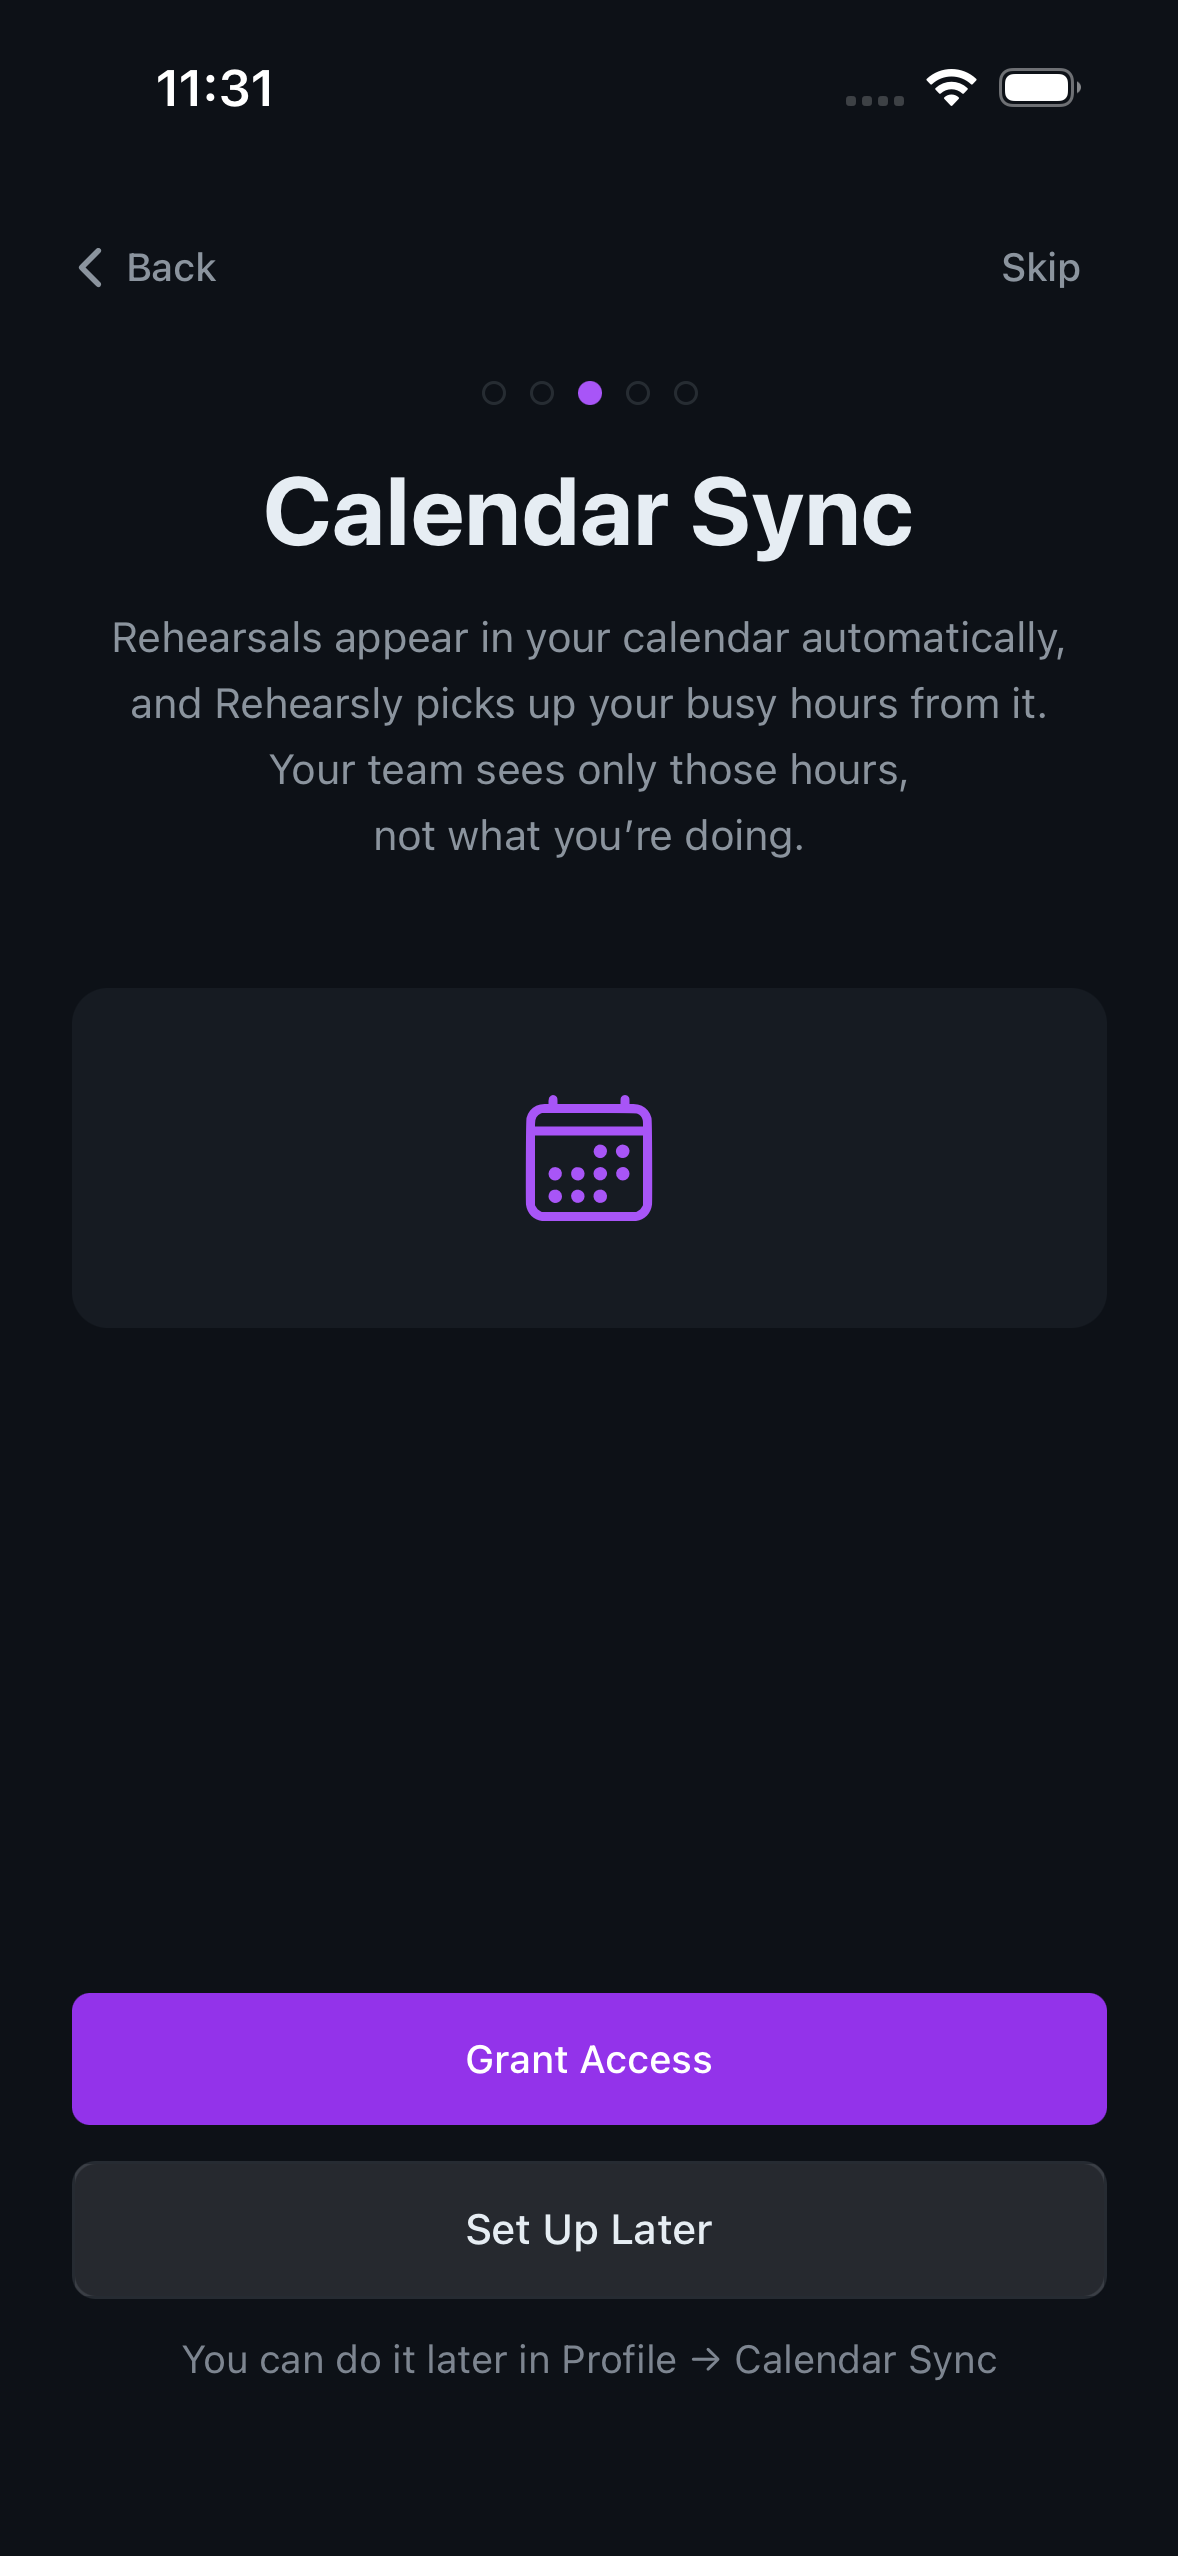 11:31
Back
Skip
Calendar Sync
Rehearsals appear in your calendar automatically,
and Rehearsly picks up your busy hours from it.
Your team sees only those hours,
not what you’re doing.
Grant Access
Set Up Later
You can do it later in Profile → Calendar Sync